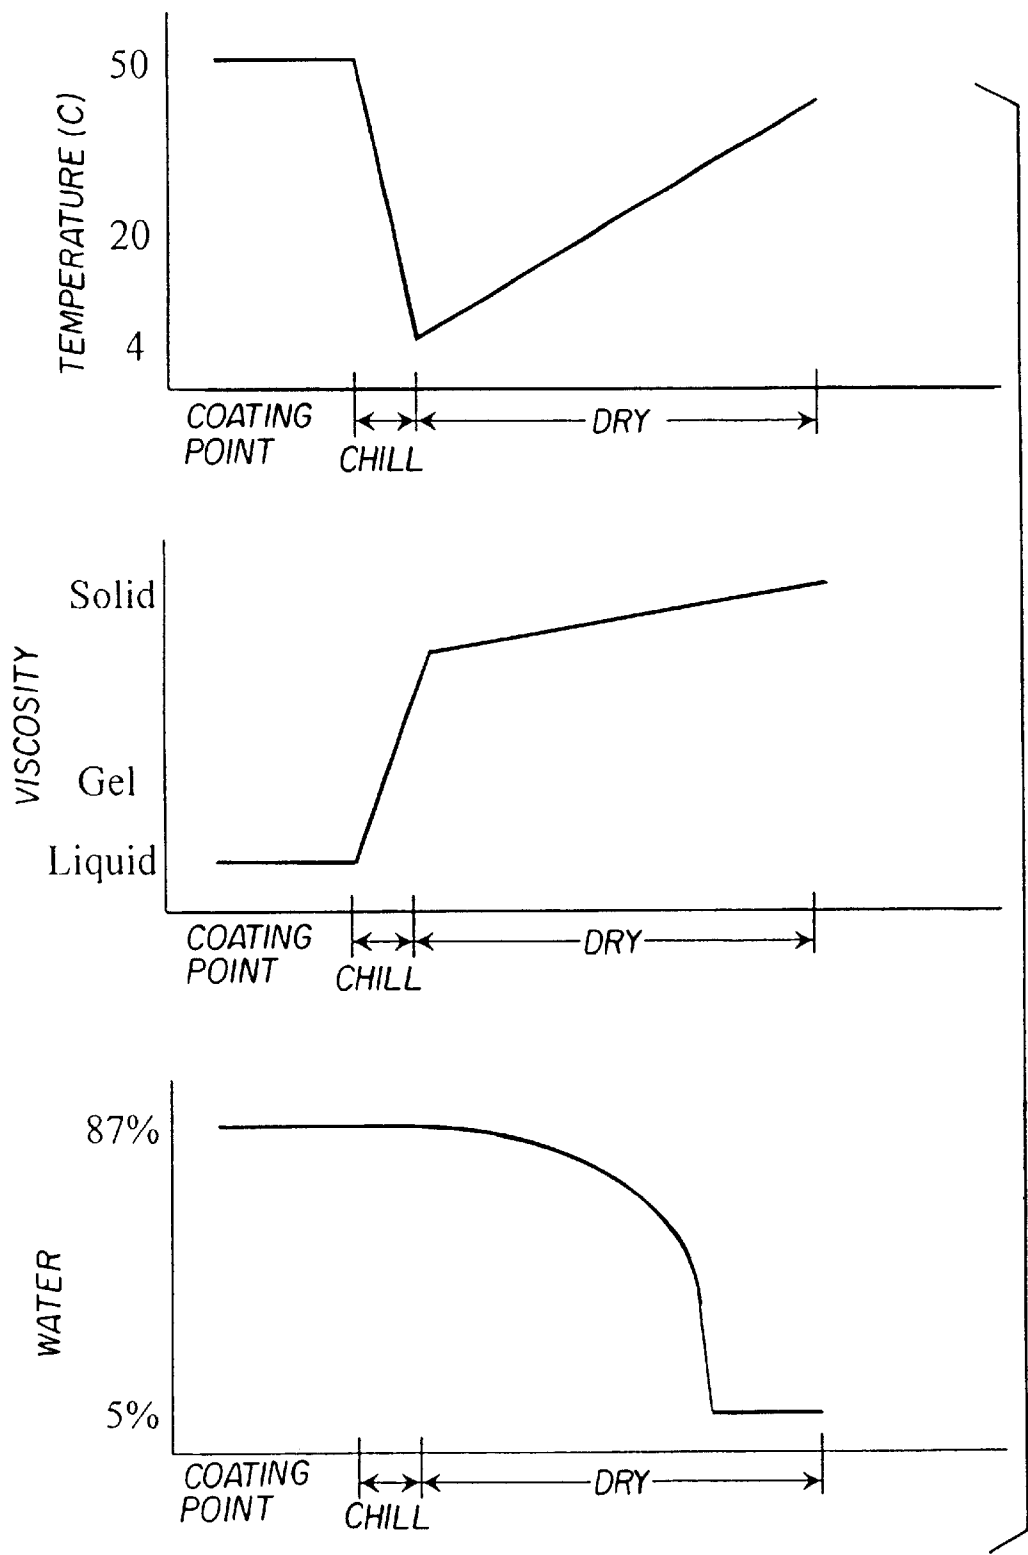 TEMPERATURE (C)
50
20
4
COATING
POINT
CHILL
DRY
VISCOSITY
Solid
Gel
Liquid
COATING
POINT
CHILL
DRY
WATER
87%
5%
COATING
POINT
CHILL
DRY